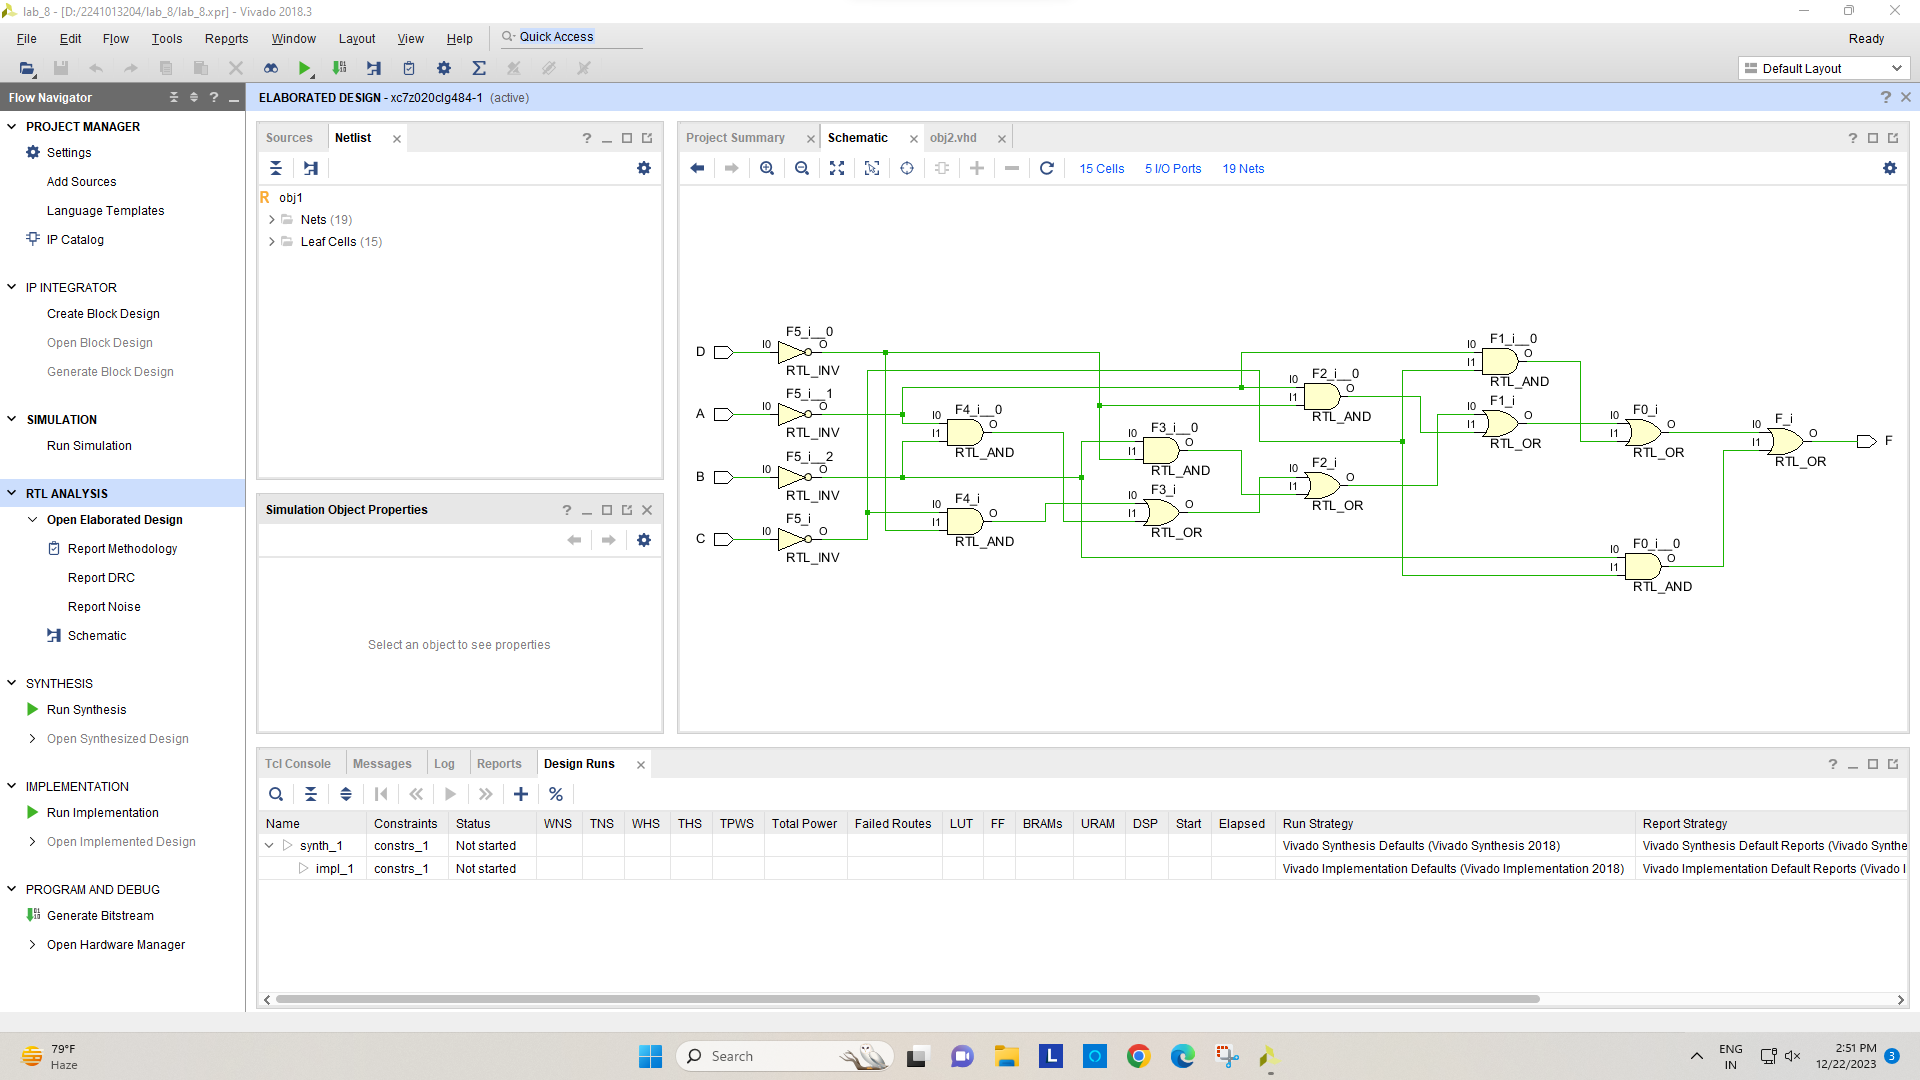 lab_8 - [D:/2241013204/lab_8/lab_8.xpr] - Vivado 2018.3
File Edit Flow Tools Reports Window Layout View Help Quick Access Ready
Default Layout
Flow Navigator
PROJECT MANAGER
Settings
Add Sources
Language Templates
IP Catalog
IP INTEGRATOR
Create Block Design
Open Block Design
Generate Block Design
SIMULATION
Run Simulation
RTL ANALYSIS
Open Elaborated Design
Report Methodology
Report DRC
Report Noise
Schematic
SYNTHESIS
Run Synthesis
Open Synthesized Design
IMPLEMENTATION
Run Implementation
Open Implemented Design
PROGRAM AND DEBUG
Generate Bitstream
Open Hardware Manager
ELABORATED DESIGN - xc7z020clg484-1 (active)
Sources Netlist
R obj1
Nets (19)
Leaf Cells (15)
Simulation Object Properties
Select an object to see properties
Project Summary Schematic obj2.vhd
15 Cells 5 I/O Ports 19 Nets
D I0 F5_i__0 O
RTL_INV
A I0 F5_i__1 O
RTL_INV
B I0 F5_i__2 O
RTL_INV
C I0 F5_i O
RTL_INV
F4_i__0
I0 I1 O
RTL_AND
F4_i
I0 I1 O
RTL_AND
F3_i__0
I0 I1 O
RTL_AND
F3_i
I0 I1 O
RTL_OR
F2_i__0
I0 I1 O
RTL_AND
F2_i
I0 I1 O
RTL_OR
F1_i__0
I0 I1 O
RTL_AND
F1_i
I0 I1 O
RTL_OR
F0_i
I0 I1 O
RTL_OR
F0_i__0
I0 I1 O
RTL_AND
F_i
I0 I1 O
RTL_OR
F
Tcl Console Messages Log Reports Design Runs
Name Constraints Status WNS TNS WHS THS TPWS Total Power Failed Routes LUT FF BRAMs URAM DSP Start Elapsed Run Strategy Report Strategy
synth_1 constrs_1 Not started Vivado Synthesis Defaults (Vivado Synthesis 2018) Vivado Synthesis Default Reports (Vivado Synthe
impl_1 constrs_1 Not started Vivado Implementation Defaults (Vivado Implementation 2018) Vivado Implementation Default Reports (Vivado I
79°F
Haze
Search
L
ENG
IN
2:51 PM
12/22/2023
3